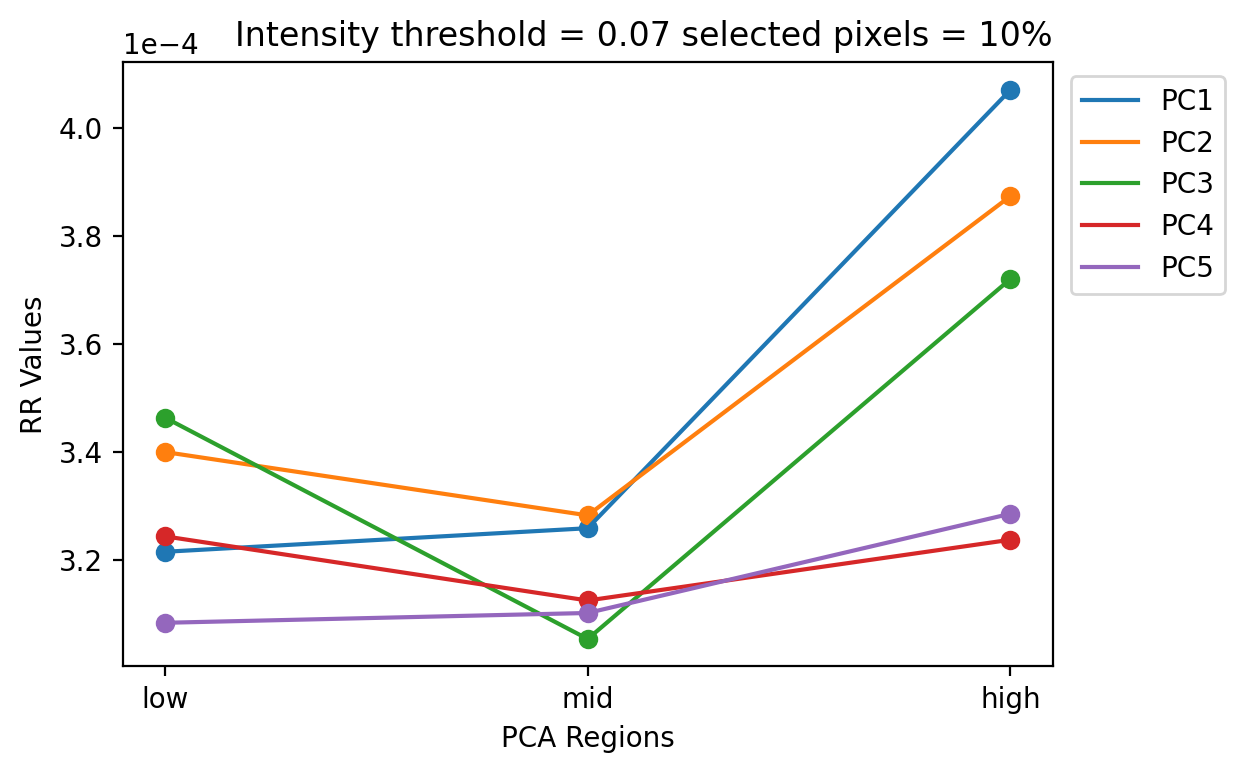 1e−4
Intensity threshold = 0.07 selected pixels = 10%
4.0
3.8
3.6
3.4
3.2
RR Values
low
mid
high
PCA Regions
PC1
PC2
PC3
PC4
PC5